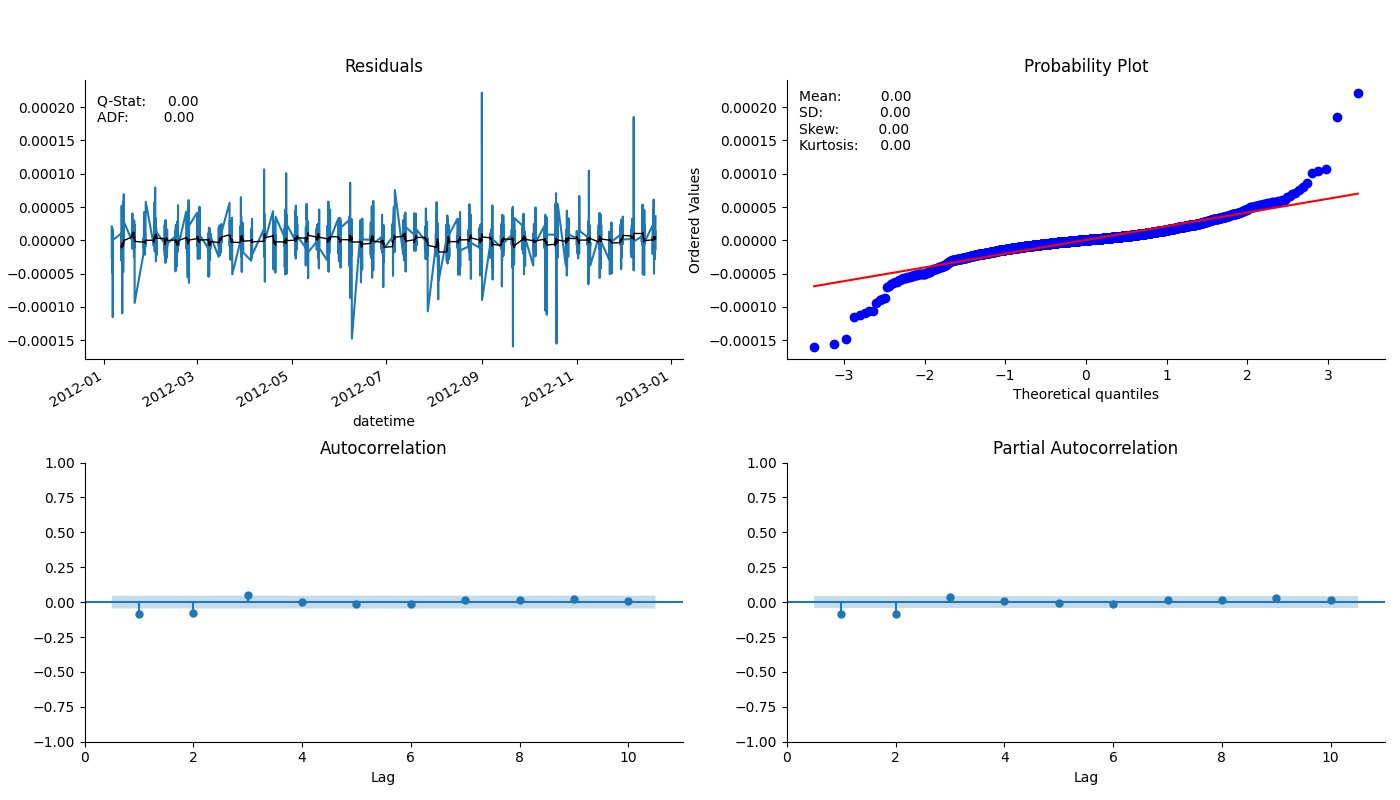 Residuals
Q-Stat: 0.00
ADF: 0.00
0.00020
0.00015
0.00010
0.00005
0.00000
−0.00005
−0.00010
−0.00015
2012-01 2012-03 2012-05 2012-07 2012-09 2012-11 2013-01
datetime
Probability Plot
Mean: 0.00
SD: 0.00
Skew: 0.00
Kurtosis: 0.00
Ordered Values
0.00020
0.00015
0.00010
0.00005
0.00000
−0.00005
−0.00010
−0.00015
−3 −2 −1 0 1 2 3
Theoretical quantiles
Autocorrelation
1.00
0.75
0.50
0.25
0.00
−0.25
−0.50
−0.75
−1.00
0 2 4 6 8 10
Lag
Partial Autocorrelation
1.00
0.75
0.50
0.25
0.00
−0.25
−0.50
−0.75
−1.00
0 2 4 6 8 10
Lag